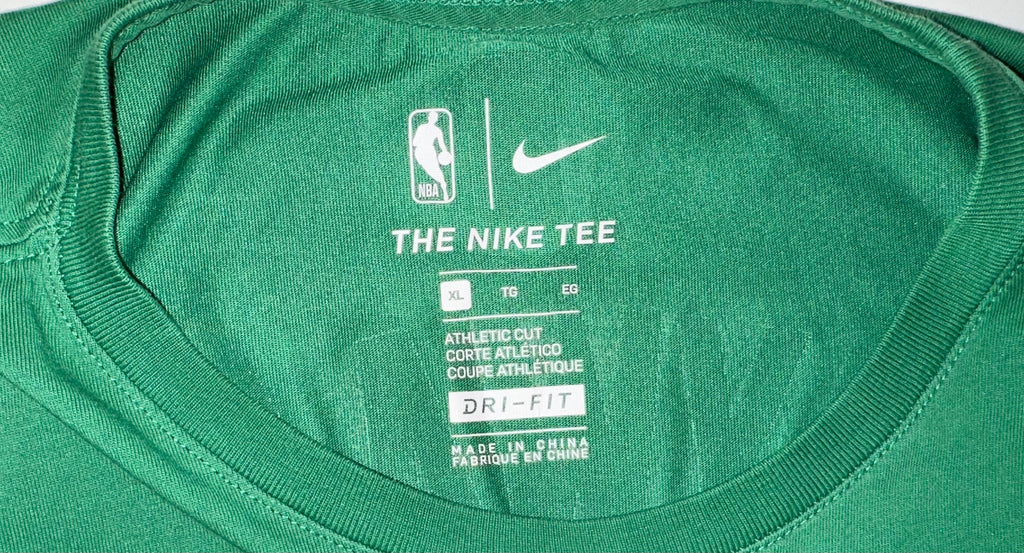 NBA
THE NIKE TEE
XL TG EG
ATHLETIC CUT
CORTE ATLÉTICO
COUPE ATHLÉTIQUE
DRI-FIT
MADE IN CHINA
FABRIQUE EN CHINE